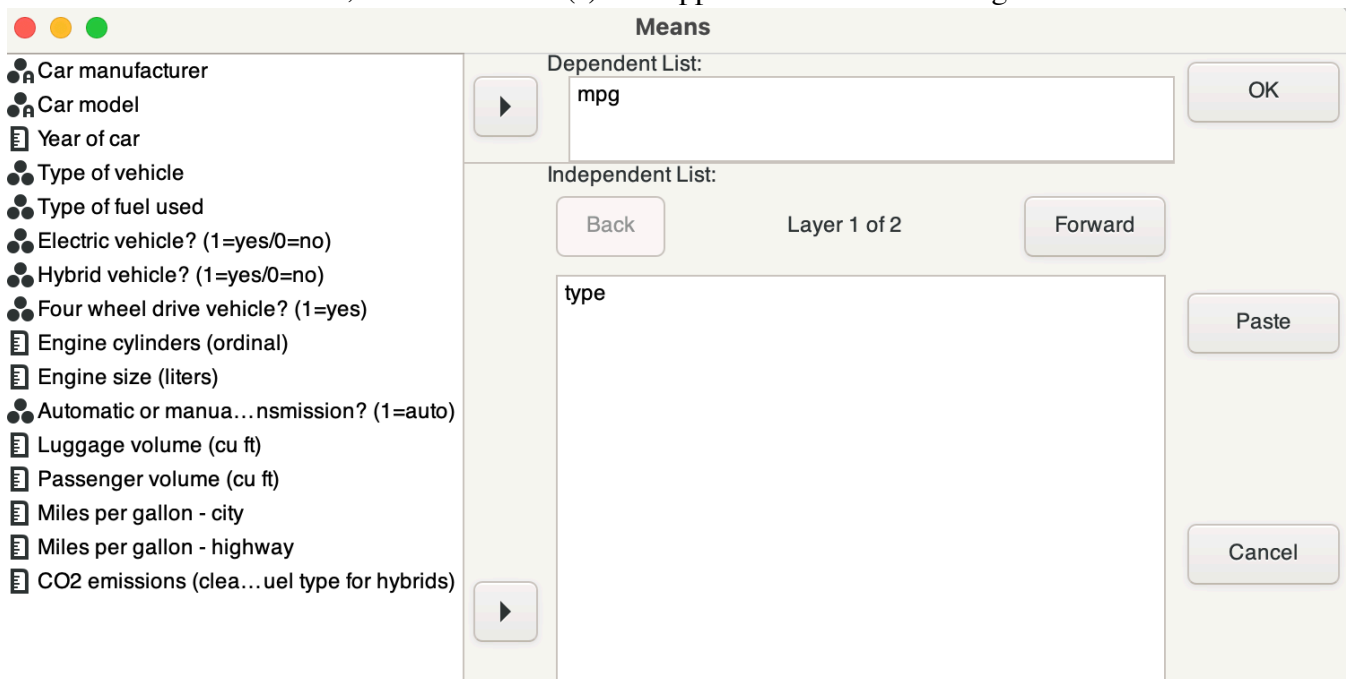 Means
Car manufacturer
Car model
Year of car
Type of vehicle
Type of fuel used
Electric vehicle? (1=yes/0=no)
Hybrid vehicle? (1=yes/0=no)
Four wheel drive vehicle? (1=yes)
Engine cylinders (ordinal)
Engine size (liters)
Automatic or manua...nsmission? (1=auto)
Luggage volume (cu ft)
Passenger volume (cu ft)
Miles per gallon - city
Miles per gallon - highway
CO2 emissions (clea...uel type for hybrids)
Dependent List:
mpg
Independent List:
Back
Layer 1 of 2
Forward
type
OK
Paste
Cancel